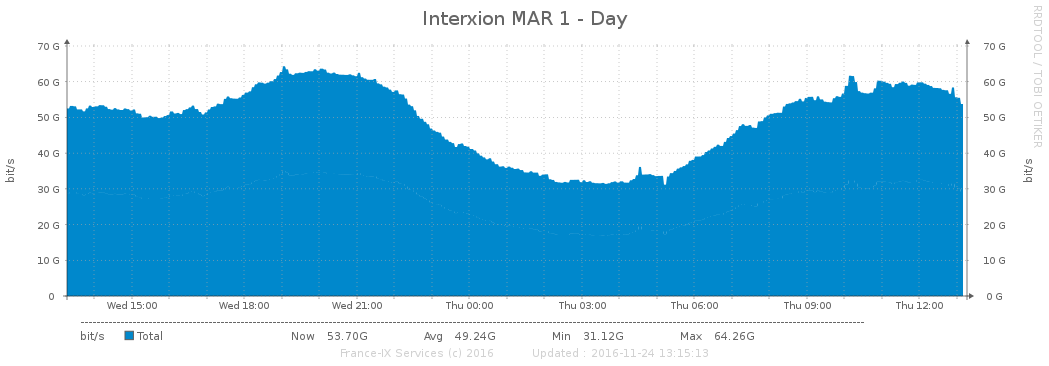 Interxion MAR 1 - Day
RRDTOOL / TOBI OETIKER
70 G 70 G
60 G 60 G
50 G 50 G
40 G 40 G
30 G 30 G
20 G 20 G
10 G 10 G
0 0 G
bit/s bit/s
Wed 15:00 Wed 18:00 Wed 21:00 Thu 00:00 Thu 03:00 Thu 06:00 Thu 09:00 Thu 12:00
bit/s Total Now 53.70G Avg 49.24G Min 31.12G Max 64.26G
France-IX Services (c) 2016 Updated : 2016-11-24 13:15:13